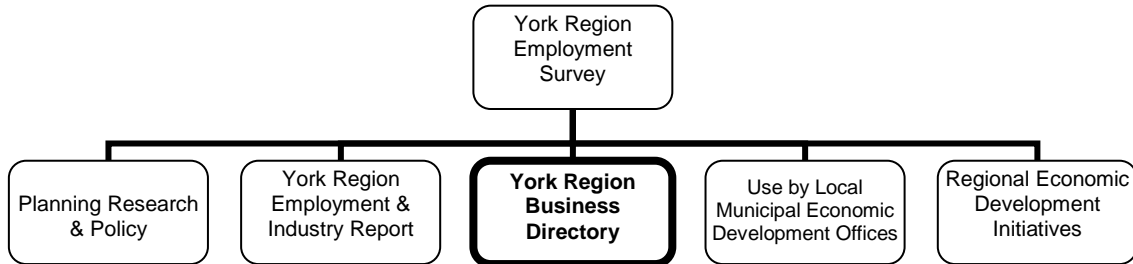 York Region
Employment
Survey
Planning Research
& Policy
York Region
Employment &
Industry Report
York Region
Business
Directory
Use by Local
Municipal Economic
Development Offices
Regional Economic
Development
Initiatives